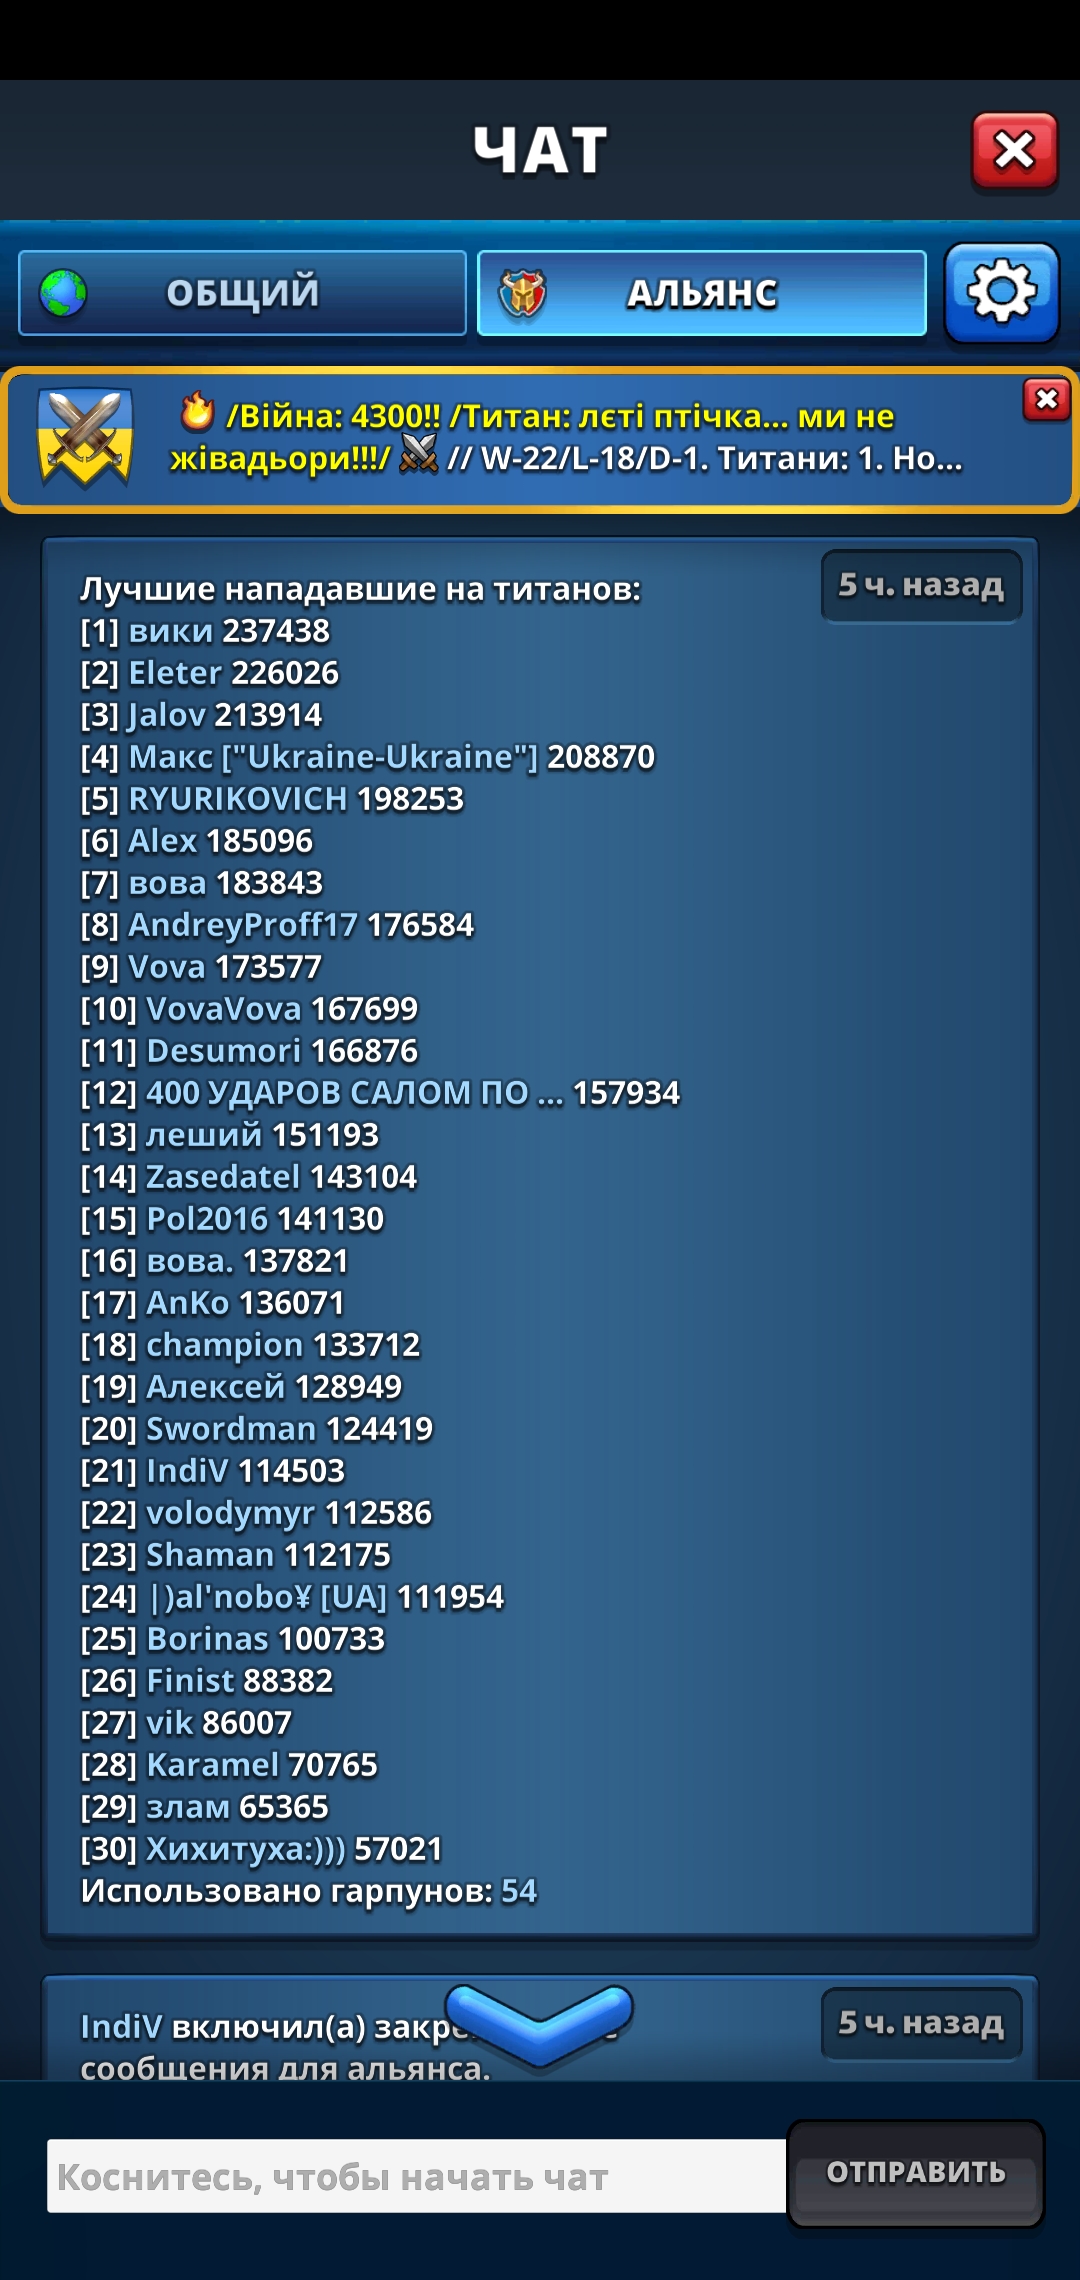 ЧАТ
ОБЩИЙ
АЛЬЯНС
/Війна: 4300!! /Титан: лєті птічка... ми не
жівадьори!!!/ // W-22/L-18/D-1. Титани: 1. Но...
5 ч. назад
Лучшие нападавшие на титанов:
[1] вики 237438
[2] Eleter 226026
[3] Jalov 213914
[4] Макс ["Ukraine-Ukraine"] 208870
[5] RYURIKOVICH 198253
[6] Alex 185096
[7] вова 183843
[8] AndreyProff17 176584
[9] Vova 173577
[10] VovaVova 167699
[11] Desumori 166876
[12] 400 УДАРОВ САЛОМ ПО ... 157934
[13] леший 151193
[14] Zasedatel 143104
[15] Pol2016 141130
[16] вова. 137821
[17] AnKo 136071
[18] champion 133712
[19] Алексей 128949
[20] Swordman 124419
[21] IndiV 114503
[22] volodymyr 112586
[23] Shaman 112175
[24] |)al'nobo¥ [UA] 111954
[25] Borinas 100733
[26] Finist 88382
[27] vik 86007
[28] Karamel 70765
[29] злам 65365
[30] Хихитуха:))) 57021
Использовано гарпунов: 54
5 ч. назад
IndiV включил(а)
сообщения для альянса.
Коснитесь, чтобы начать чат
ОТПРАВИТЬ